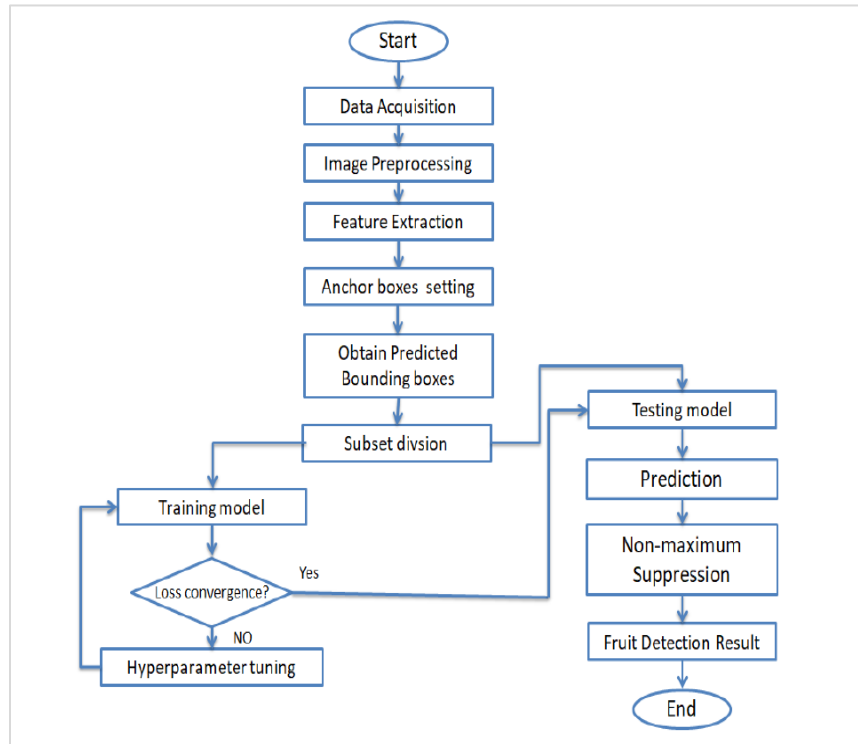 Start
Data Acquisition
Image Preprocessing
Feature Extraction
Anchor boxes setting
Obtain Predicted
Bounding boxes
Subset divsion
Training model
Loss convergence?
Yes
NO
Hyperparameter tuning
Testing model
Prediction
Non-maximum
Suppression
Fruit Detection Result
End